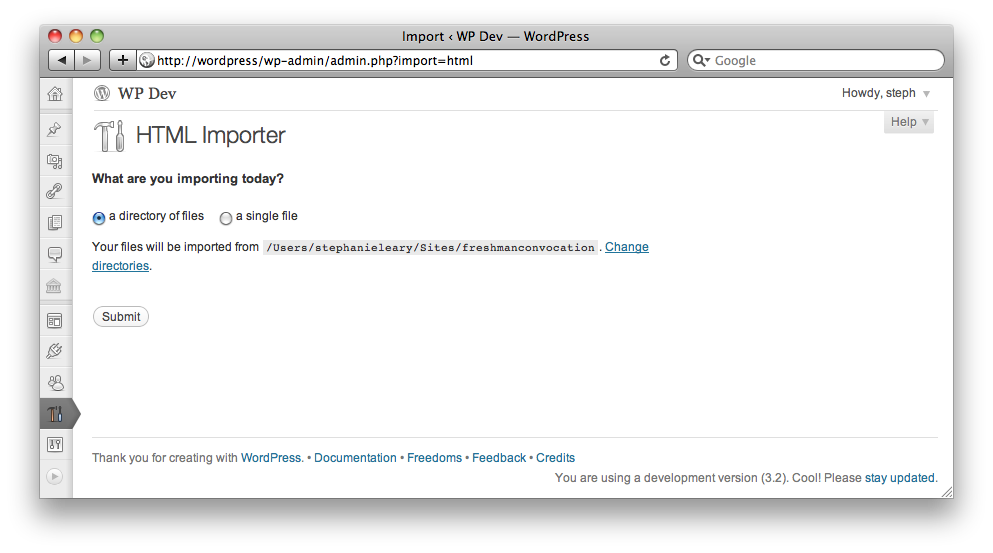 Import ‹ WP Dev — WordPress
http://wordpress/wp-admin/admin.php?import=html
Google
WP Dev
Howdy, steph
Help
HTML Importer
What are you importing today?
a directory of files a single file
Your files will be imported from /Users/stephanieleary/Sites/freshmanconvocation . Change
directories.
Submit
Thank you for creating with WordPress. • Documentation • Freedoms • Feedback • Credits
You are using a development version (3.2). Cool! Please stay updated.